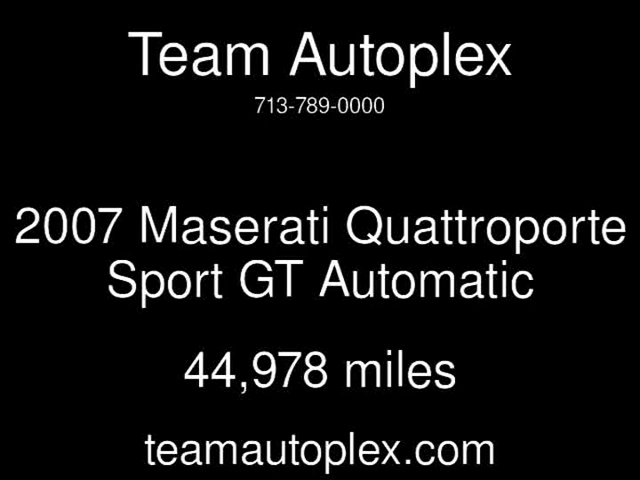 Team Autoplex
713-789-0000
2007 Maserati Quattroporte
Sport GT Automatic
44,978 miles
teamautoplex.com